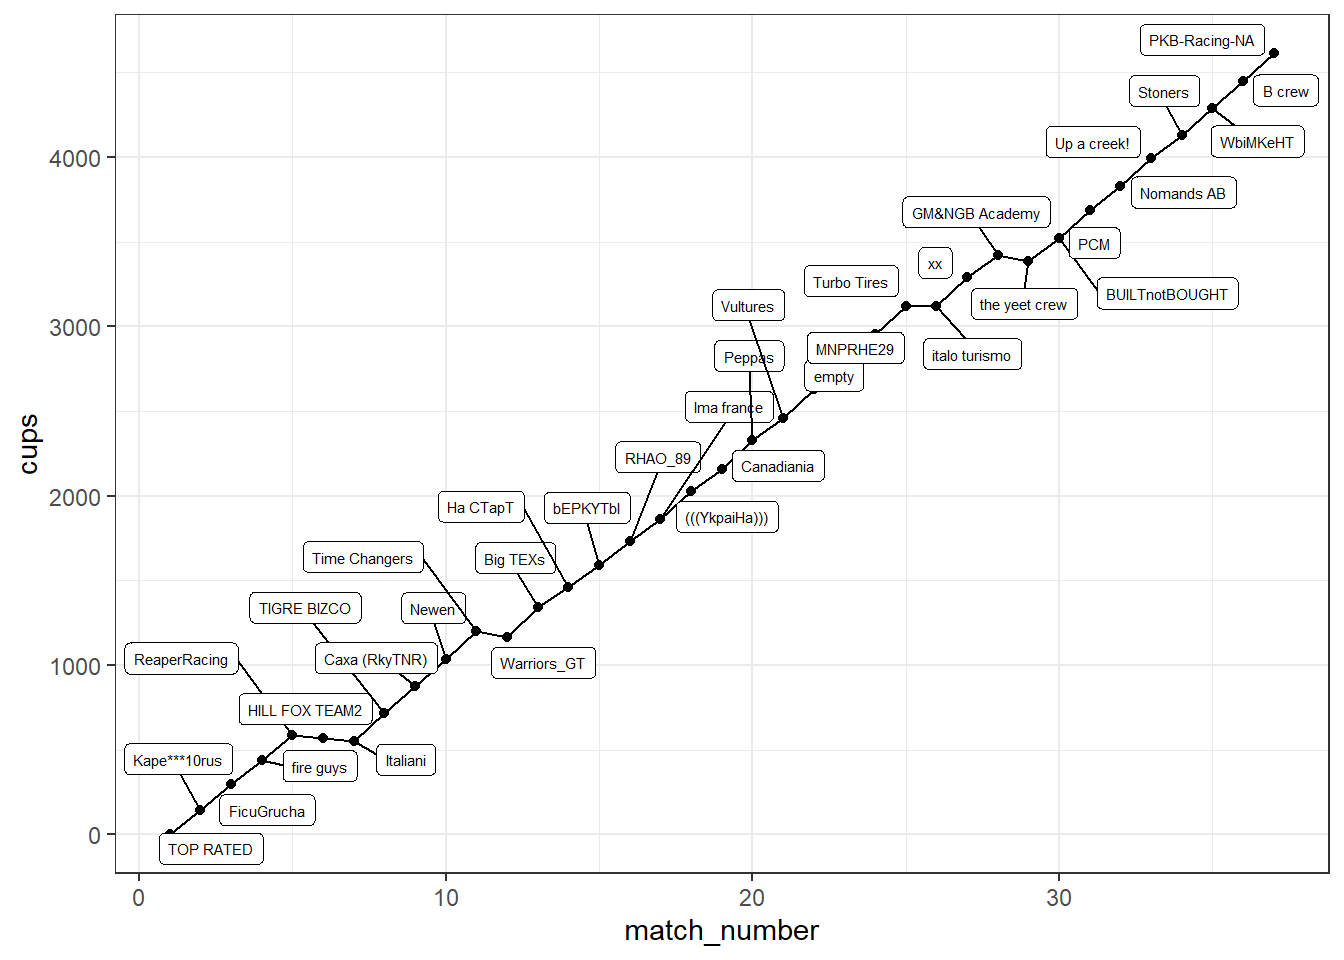 PKB-Racing-NA
Stoners
B crew
Up a creek!
WbiMKeHT
4000
Nomands AB
GM&NGB Academy
PCM
xx
Turbo Tires
BUILTnotBOUGHT
the yeet crew
Vultures
3000
MNPRHE29
italo turismo
Peppas
empty
Ima france
cups
RHAO_89
Canadiania
2000
Ha CTapT
bEPKYTbl
(((YkpaiHa)))
Time Changers
Big TEXs
TIGRE BIZCO
Newen
ReaperRacing
Caxa (RkyTNR)
Warriors_GT
1000
HILL FOX TEAM2
Kape***10rus
fire guys
Italiani
FicuGrucha
0
TOP RATED
0
10
20
30
match_number